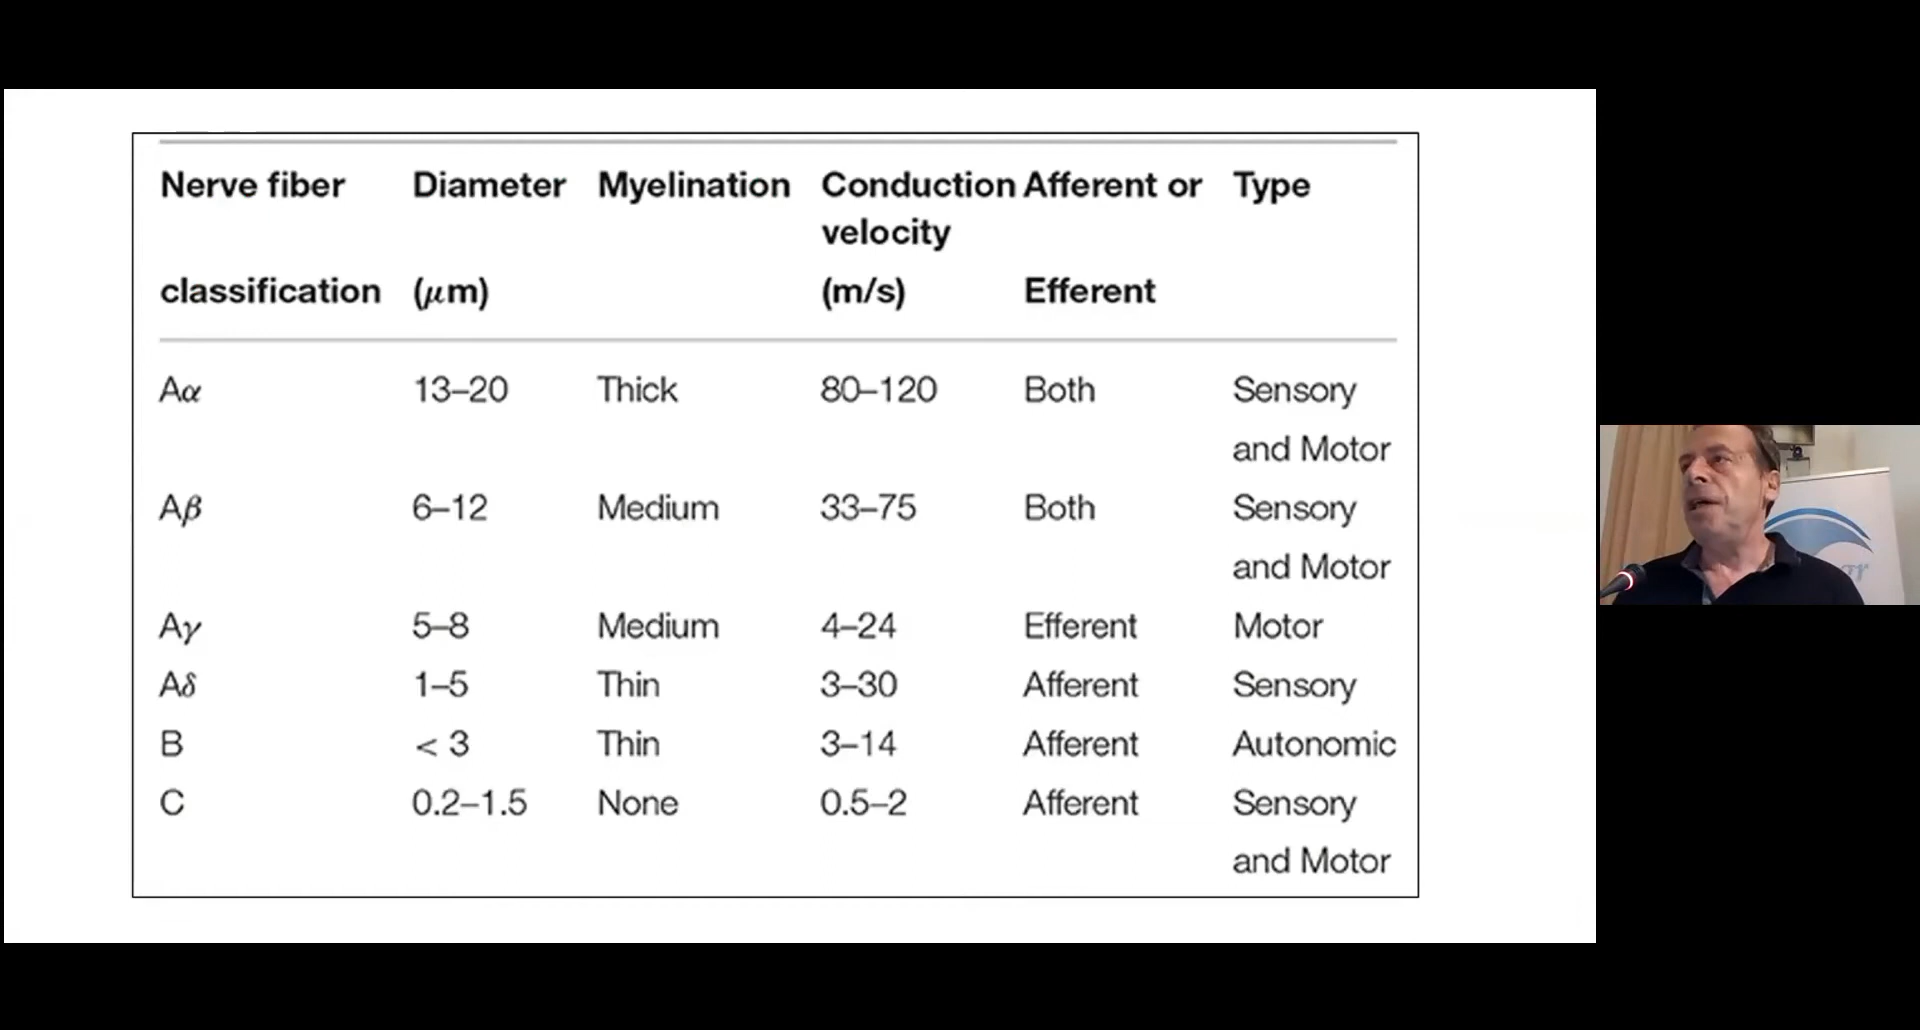 Nerve fiber Diameter Myelination Conduction Afferent or Type
velocity
classification (μm) (m/s) Efferent
Aα 13–20 Thick 80–120 Both Sensory
and Motor
Aβ 6–12 Medium 33–75 Both Sensory
and Motor
Aγ 5–8 Medium 4–24 Efferent Motor
Aδ 1–5 Thin 3–30 Afferent Sensory
B < 3 Thin 3–14 Afferent Autonomic
C 0.2–1.5 None 0.5–2 Afferent Sensory
and Motor